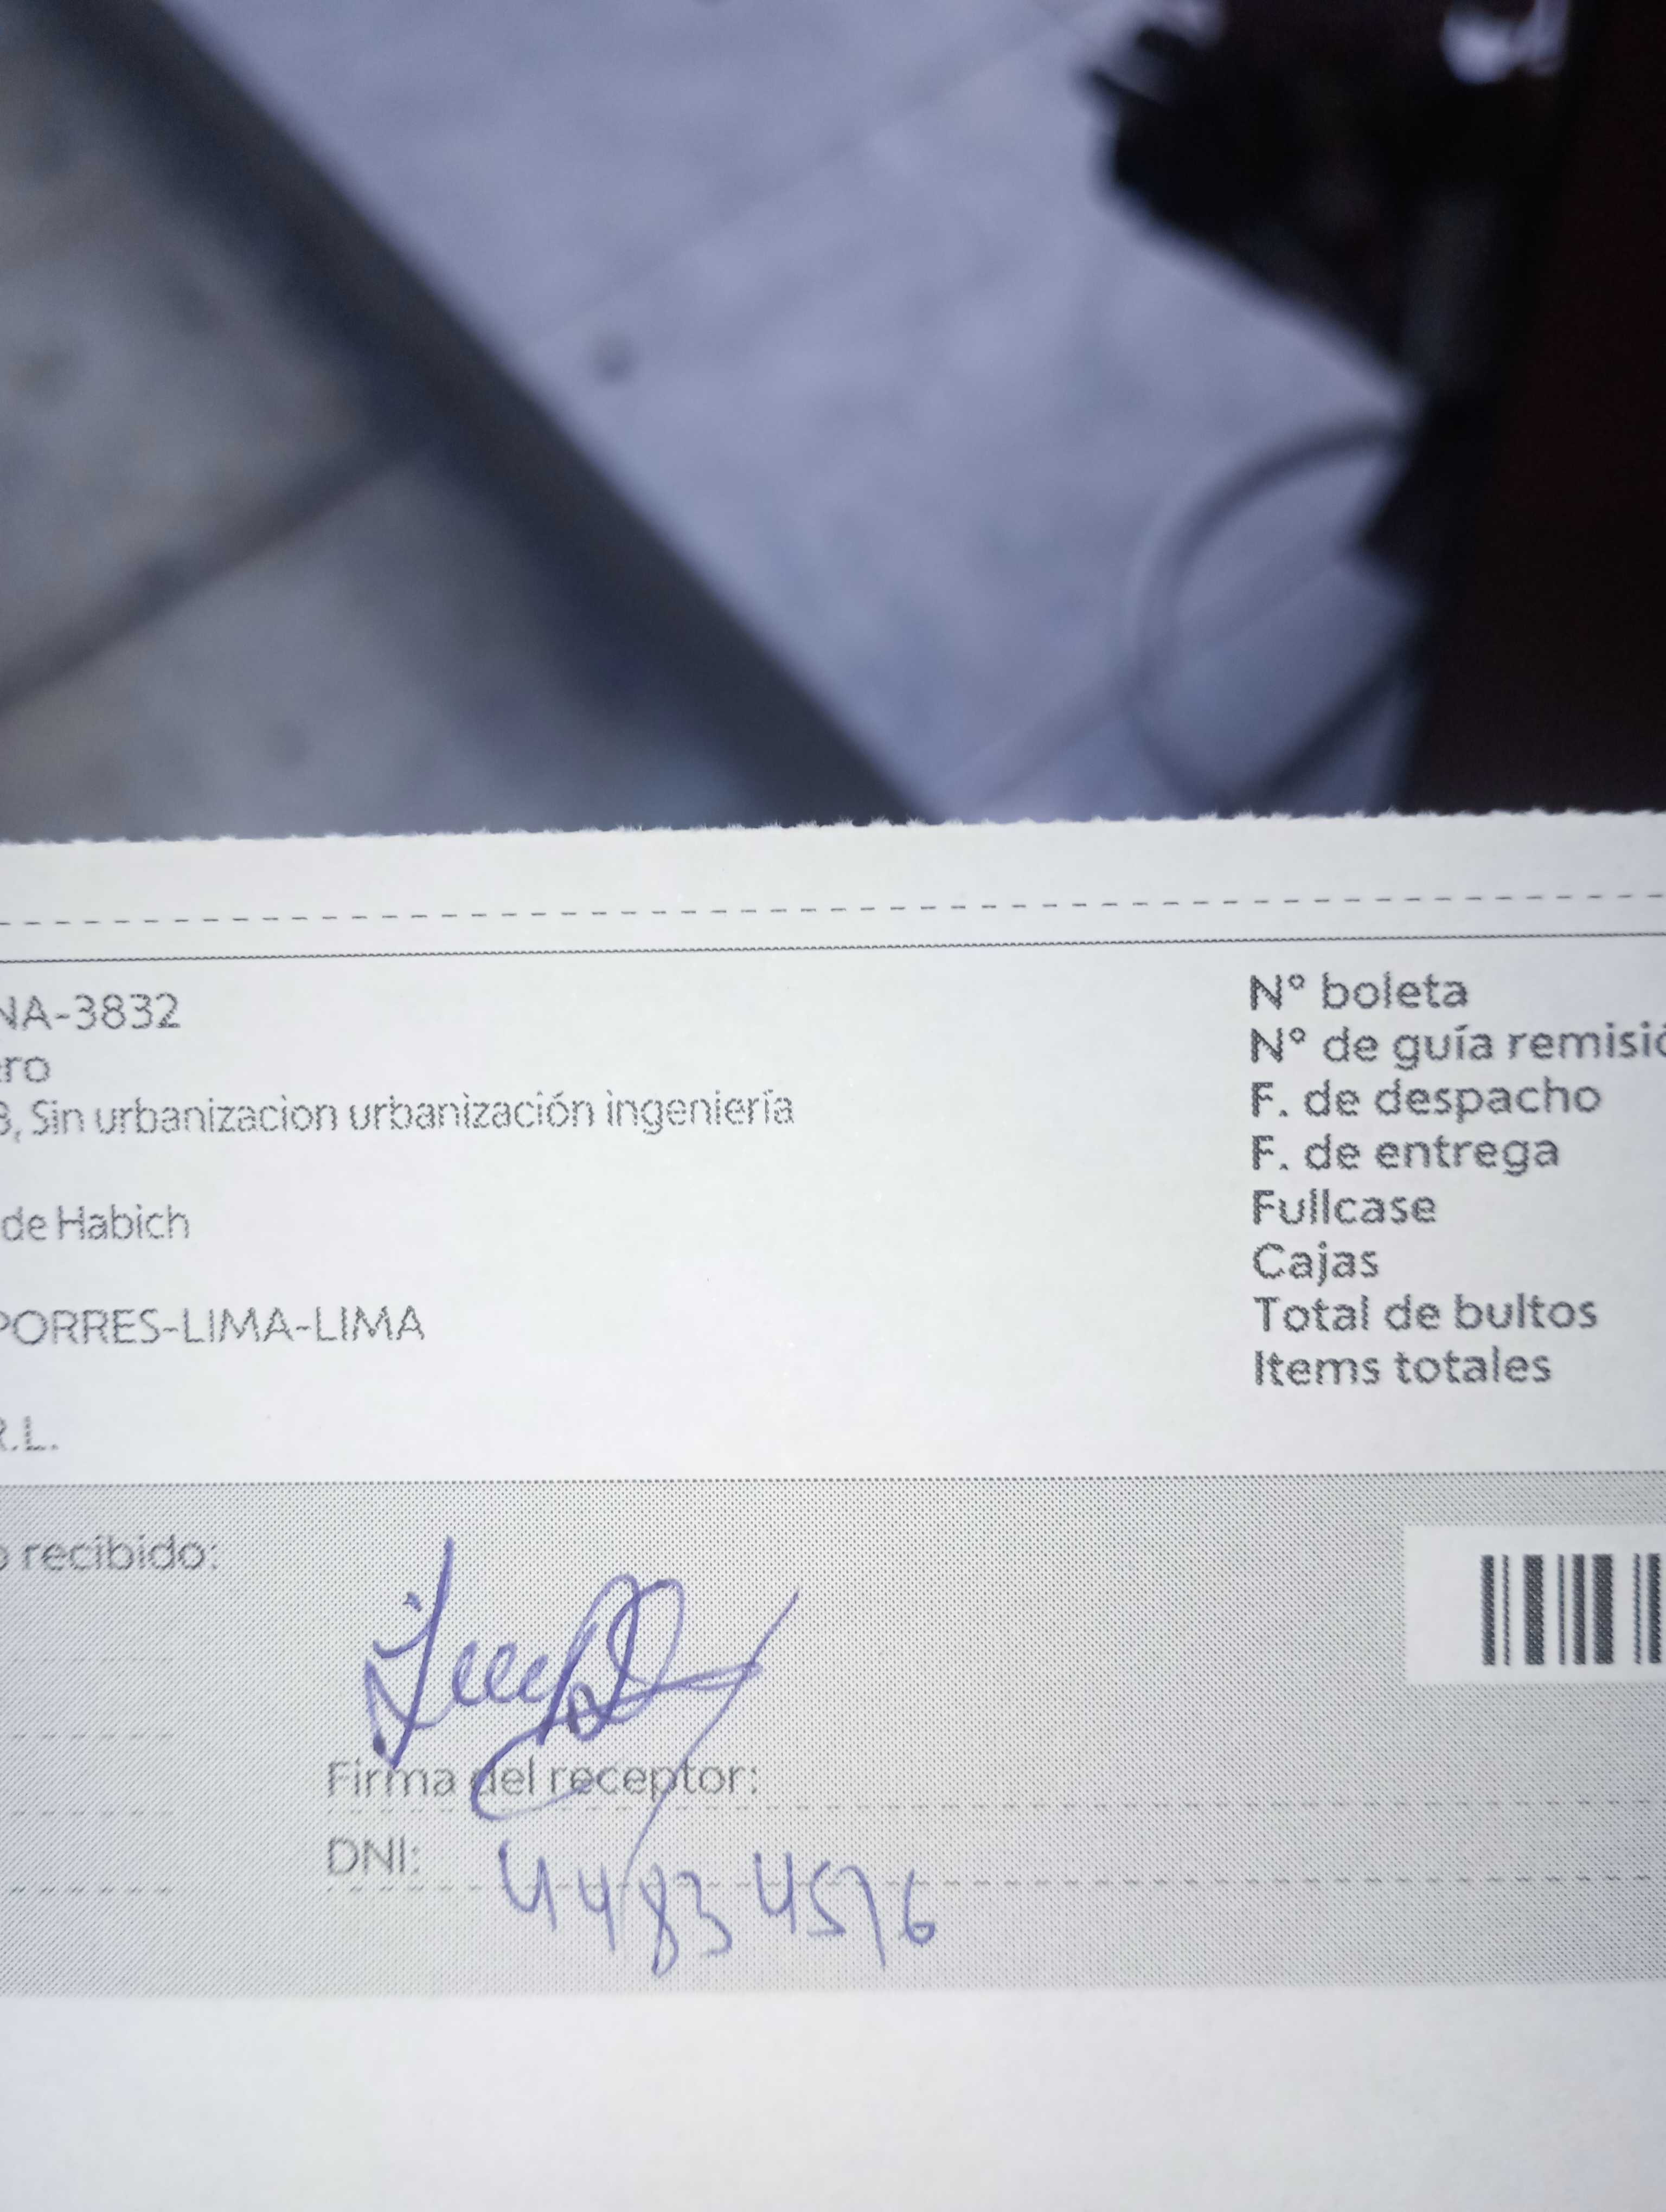 NA-3832
ero
3, Sin urbanizacion urbanización ingeniería
de Habich
PORRES-LIMA-LIMA
R.L.
N° boleta
N° de guía remisió
F. de despacho
F. de entrega
Fullcase
Cajas
Total de bultos
Items totales
o recibido:
Firma del receptor:
DNI: 44834576